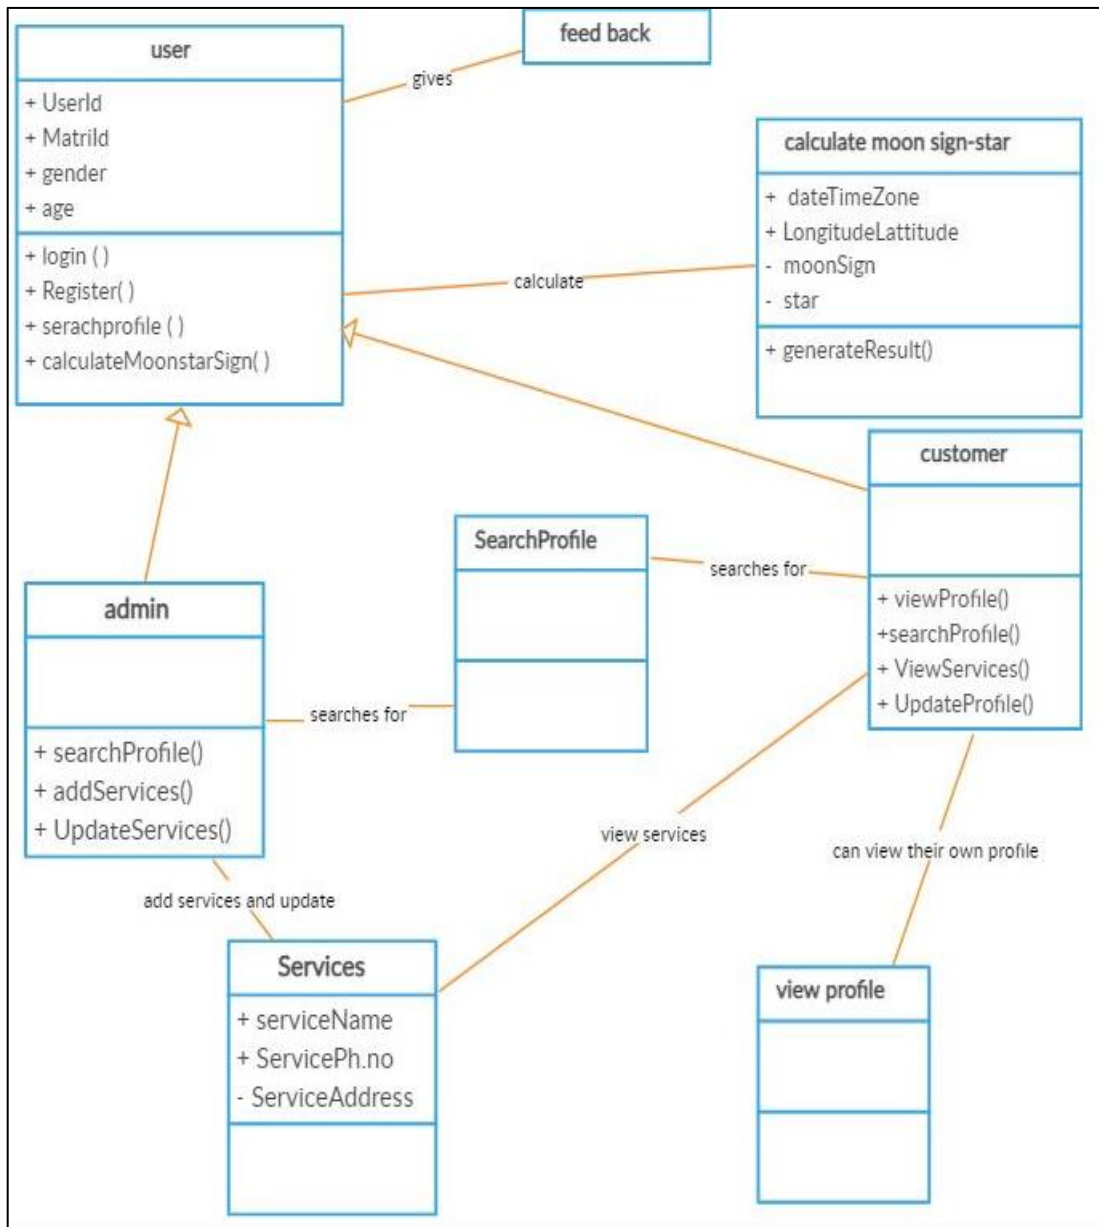 user
+ UserId
+ MatriId
+ gender
+ age
+ login ( )
+ Register( )
+ serachprofile ( )
+ calculateMoonstarSign( )
gives
feed back
calculate
calculate moon sign-star
+ dateTimeZone
+ LongitudeLattitude
- moonSign
- star
+ generateResult()
customer
+ viewProfile()
+searchProfile()
+ ViewServices()
+ UpdateProfile()
SearchProfile
searches for
admin
+ searchProfile()
+ addServices()
+ UpdateServices()
searches for
view services
can view their own profile
add services and update
Services
+ serviceName
+ ServicePh.no
- ServiceAddress
view profile